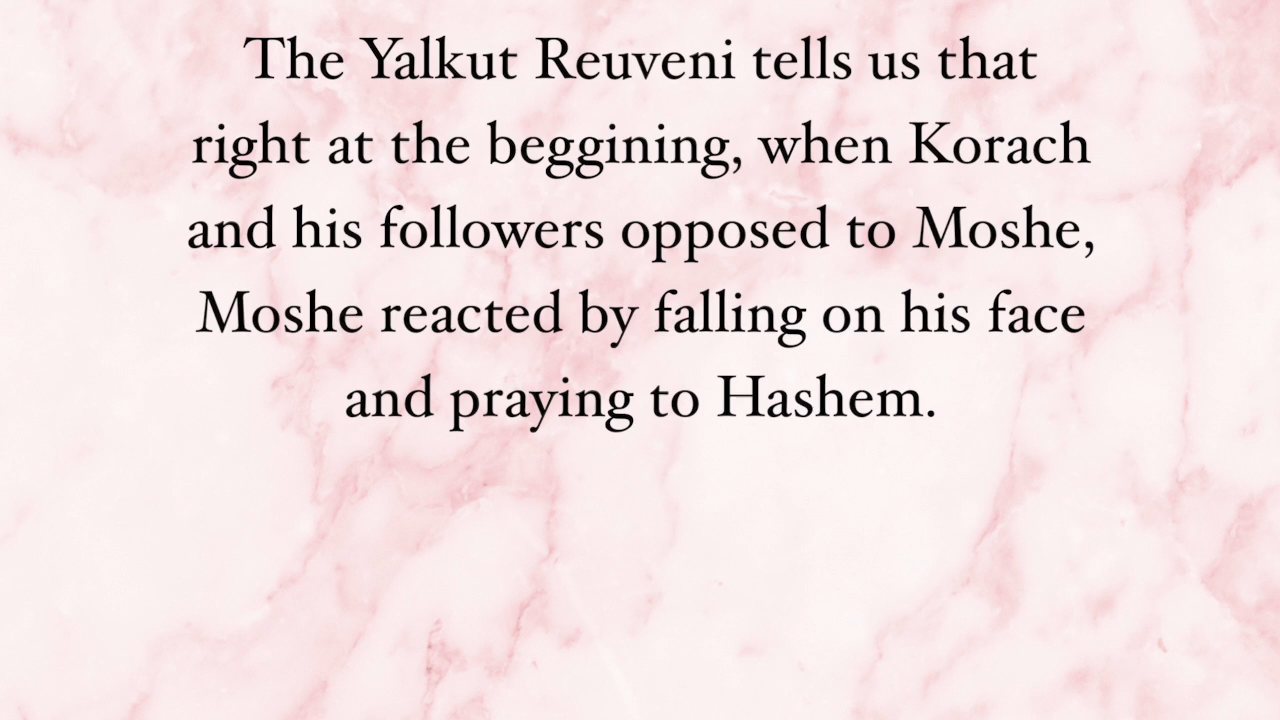 The Yalkut Reuveni tells us that
right at the beggining, when Korach
and his followers opposed to Moshe,
Moshe reacted by falling on his face
and praying to Hashem.